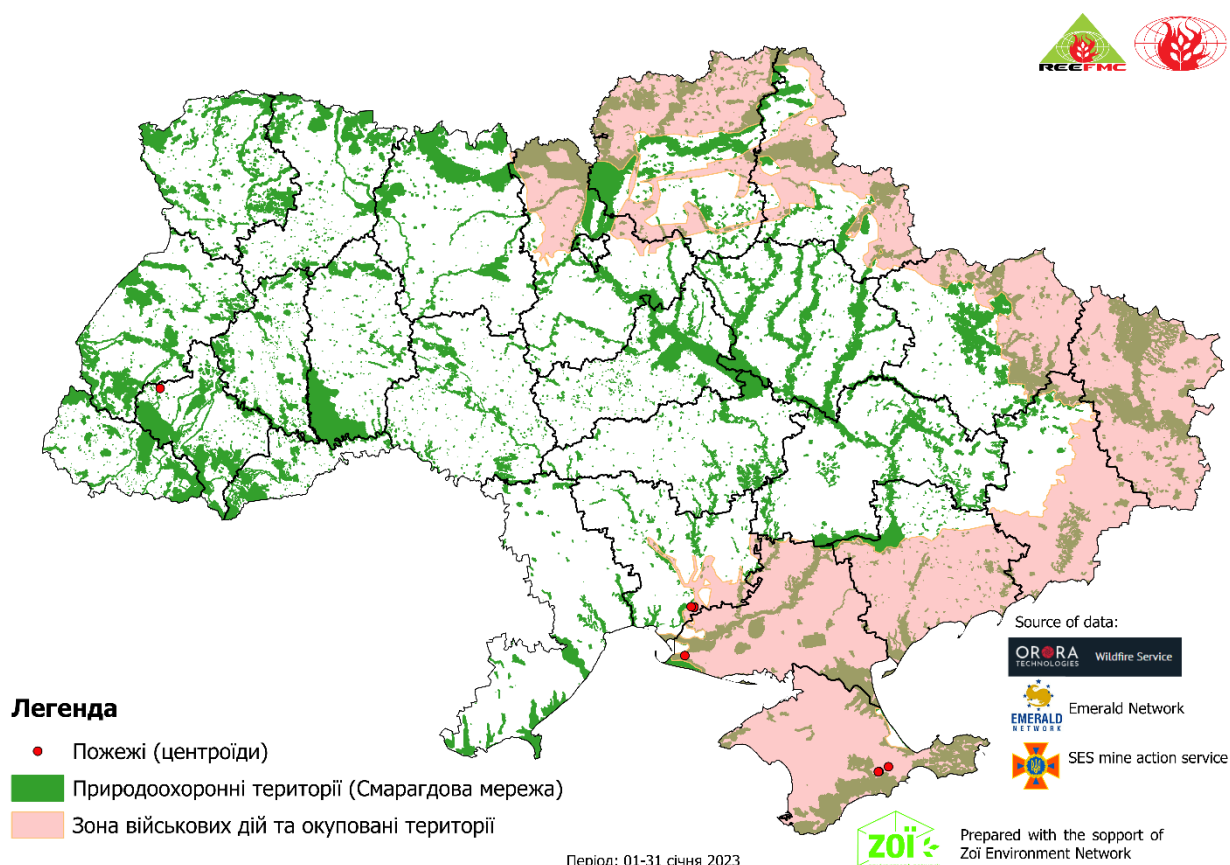 REEFMC
Source of data:
ORORA
TECHNOLOGIES
Wildfire Service
EMERALD
NETWORK
Emerald Network
SES mine action service
Легенда
Пожежі (центроїди)
Природоохоронні території (Смарагдова мережа)
Зона військових дій та окуповані території
zoï
Prepared with the sopport of
Zoï Environment Network
Період: 01-31 січня 2023